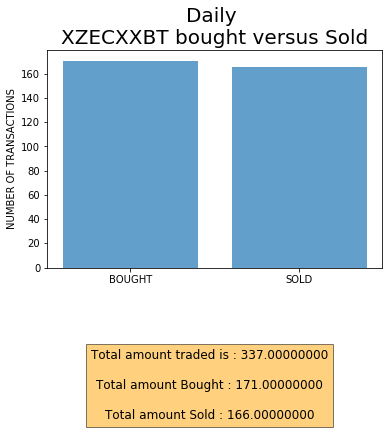 Daily
XZECXXBT bought versus Sold
NUMBER OF TRANSACTIONS
160
140
120
100
80
60
40
20
0
BOUGHT SOLD
Total amount traded is : 337.00000000
Total amount Bought : 171.00000000
Total amount Sold : 166.00000000